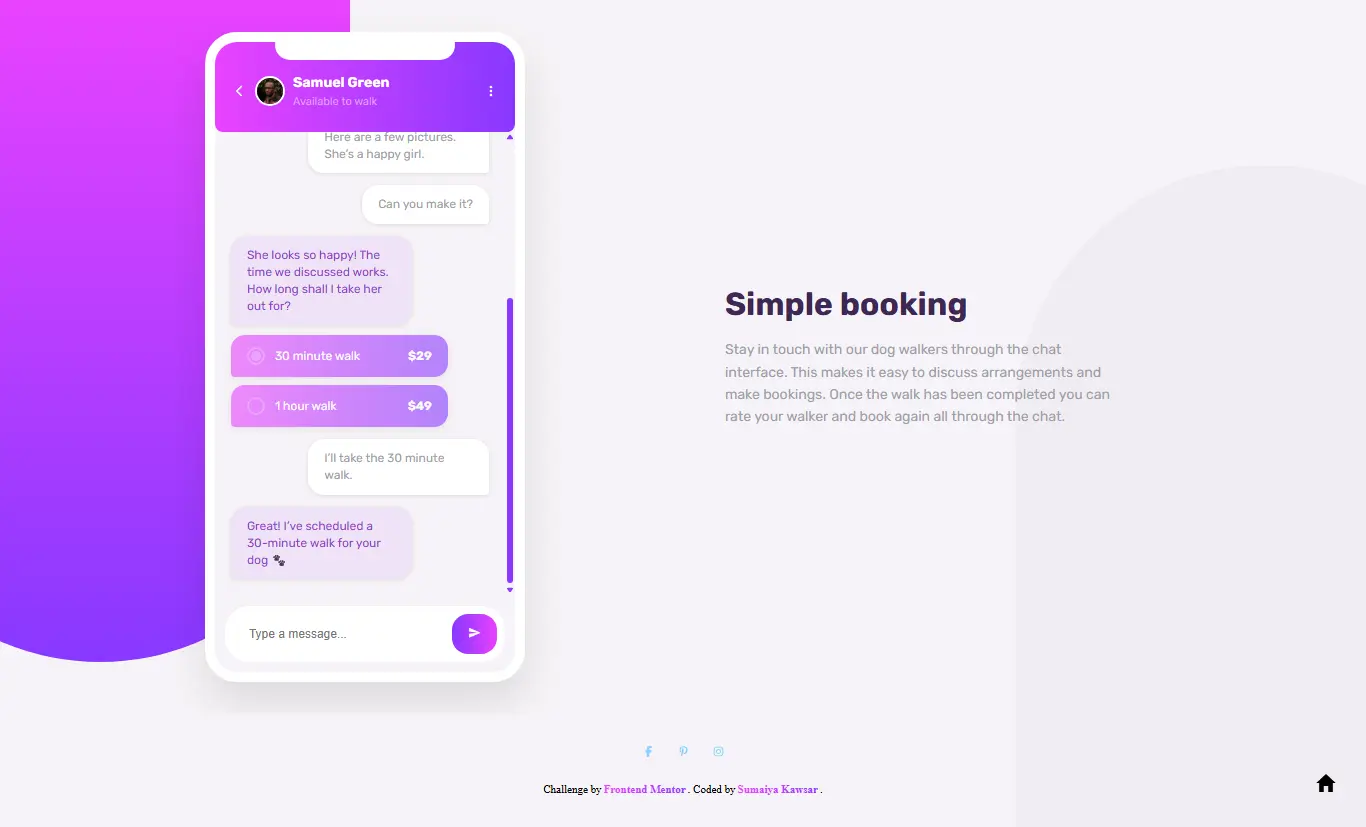 Samuel Green
Available to walk
Here are a few pictures.
She’s a happy girl.
Can you make it?
She looks so happy! The
time we discussed works.
How long shall I take her
out for?
30 minute walk $29
1 hour walk $49
I’ll take the 30 minute
walk.
Great! I’ve scheduled a
30-minute walk for your
dog 🐾
Type a message...
Simple booking
Stay in touch with our dog walkers through the chat
interface. This makes it easy to discuss arrangements and
make bookings. Once the walk has been completed you can
rate your walker and book again all through the chat.
Challenge by Frontend Mentor . Coded by Sumaiya Kawsar .